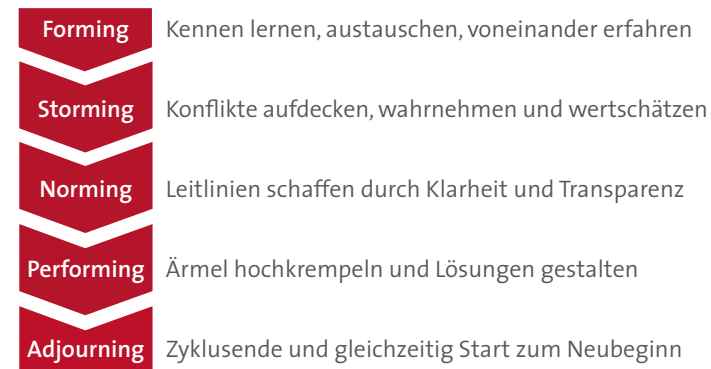 Forming Kennen lernen, austauschen, voneinander erfahren
Storming Konflikte aufdecken, wahrnehmen und wertschätzen
Norming Leitlinien schaffen durch Klarheit und Transparenz
Performing Ärmel hochkrempeln und Lösungen gestalten
Adjourning Zyklusende und gleichzeitig Start zum Neubeginn